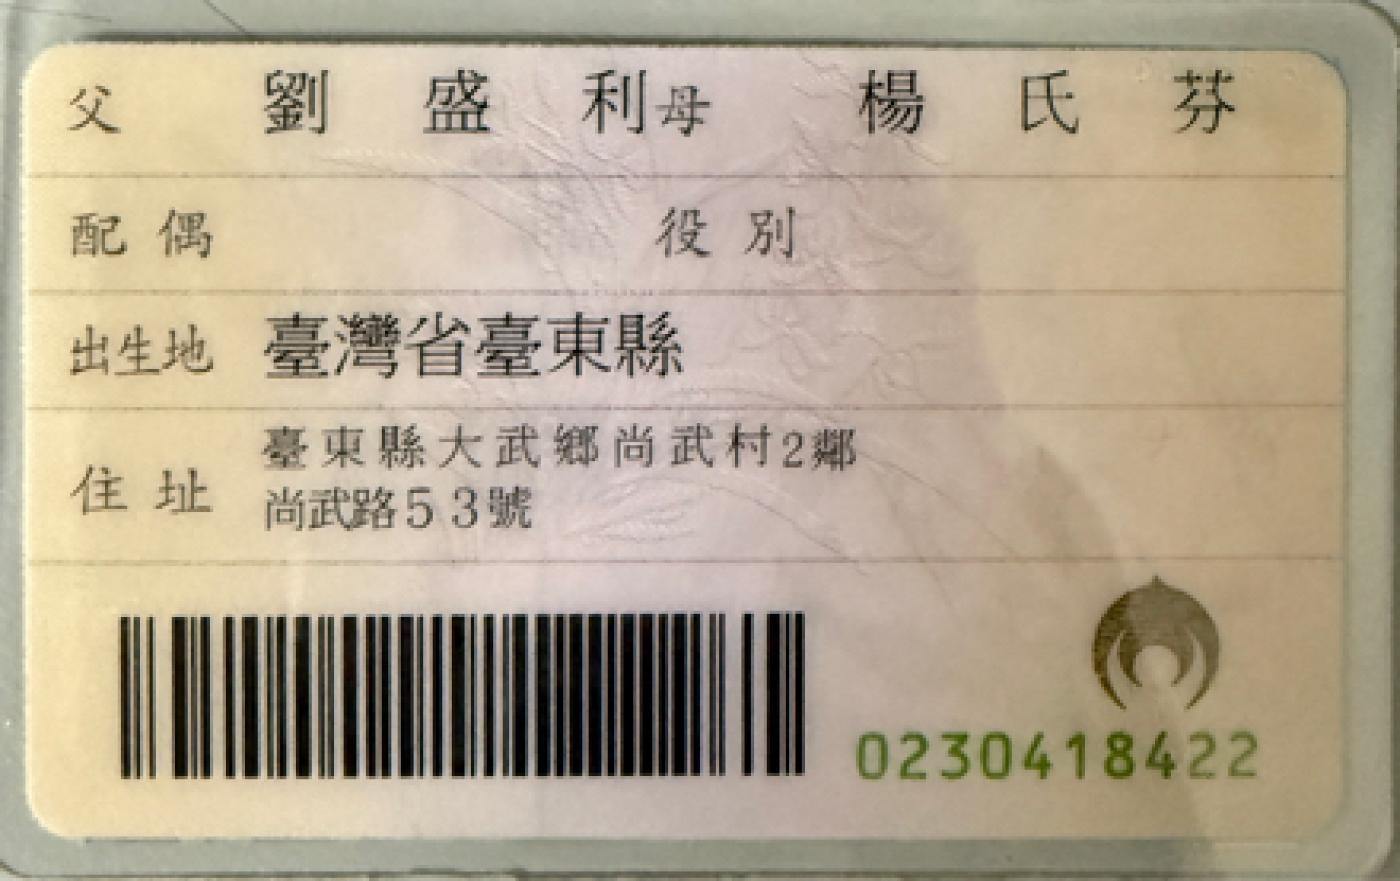 父 劉盛利 母 楊氏芬
配偶 役別
出生地 臺灣省臺東縣
住址 臺東縣大武鄉尚武村2鄰
尚武路53號
0230418422